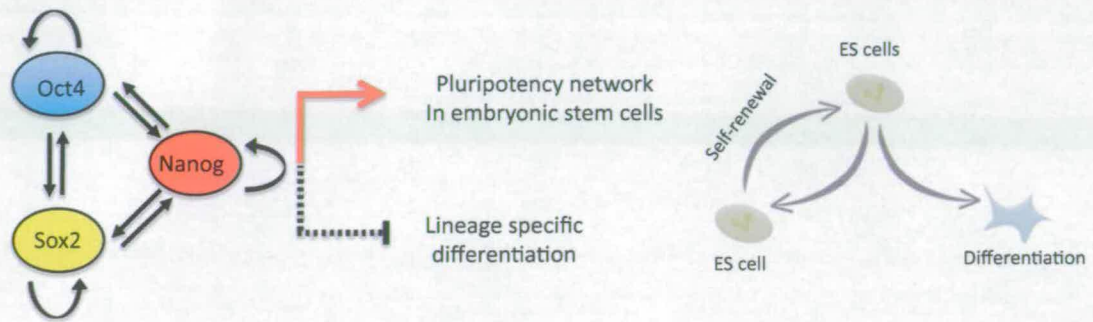 Oct4
Nanog
Sox2
Pluripotency network
In embryonic stem cells
Lineage specific
differentiation
ES cells
Self-renewal
ES cell
Differentiation